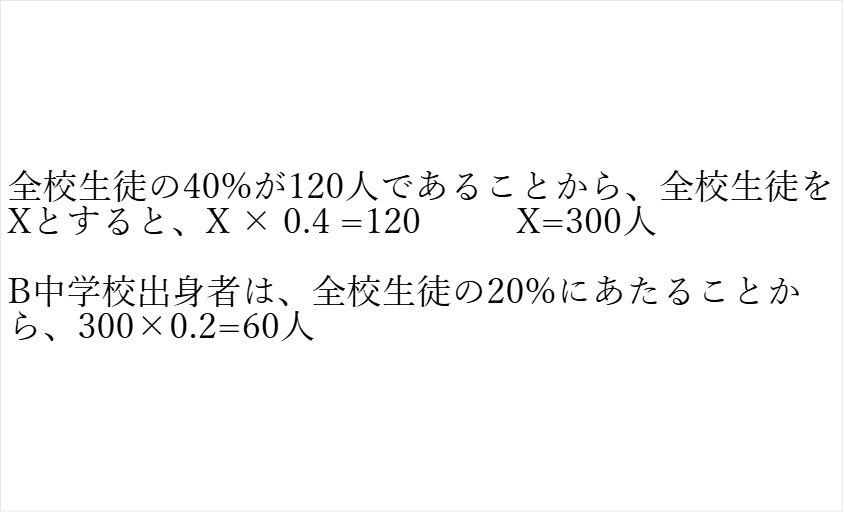 全校生徒の40%が120人であることから、全校生徒を
Xとすると、X × 0.4 =120　　X=300人
B中学校出身者は、全校生徒の20%にあたることか
ら、300×0.2=60人